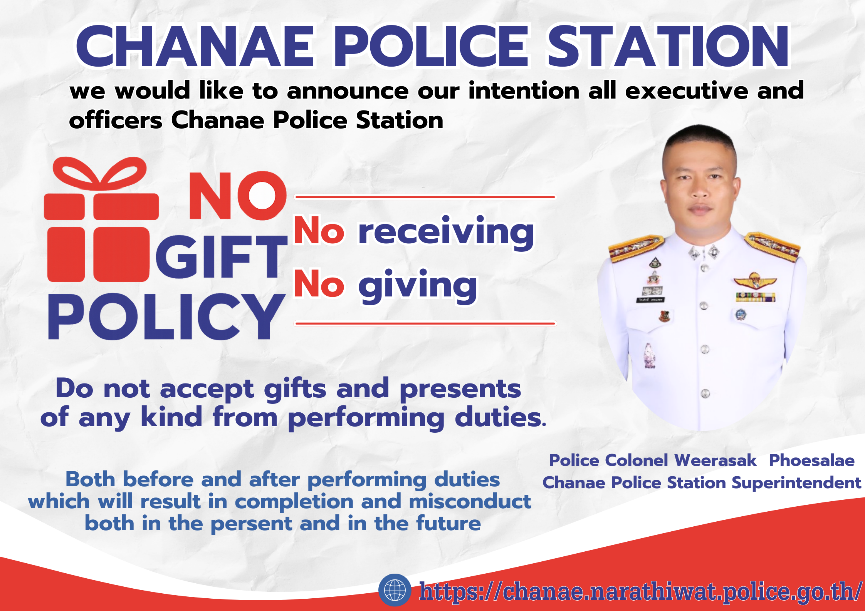 CHANAE POLICE STATION
we would like to announce our intention all executive and
officers Chanae Police Station
NO
GIFT
POLICY
No receiving
No giving
Do not accept gifts and presents
of any kind from performing duties.
Both before and after performing duties
which will result in completion and misconduct
both in the persent and in the future
Police Colonel Weerasak Phoesalae
Chanae Police Station Superintendent
https://chanae.narathiwat.police.go.th/